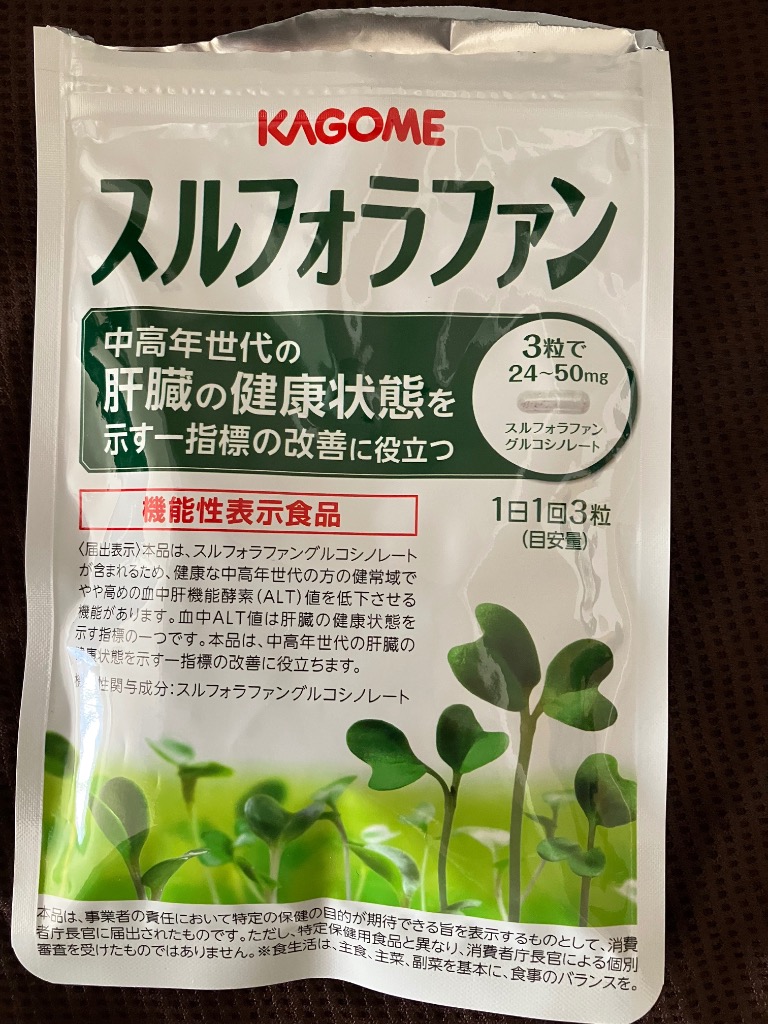 KAGOME
スルフォラファン
中高年世代の
肝臓の健康状態を
示す一指標の改善に役立つ
3粒で
24~50mg
スルフォラファン
グルコシノレート
機能性表示食品
1日1回3粒
(目安量)
〈届出表示〉本品は、スルフォラファングルコシノレート
が含まれるため、健康な中高年世代の方の健常域で
やや高めの血中肝機能酵素(ALT)値を低下させる
機能があります。血中ALT値は肝臓の健康状態を
示す指標の一つです。本品は、中高年世代の肝臓の
健康状態を示す一指標の改善に役立ちます。
機能性関与成分:スルフォラファングルコシノレート
本品は、事業者の責任において特定の保健の目的が期待できる旨を表示するものとして、消費
者庁長官に届出されたものです。ただし、特定保健用食品と異なり、消費者庁長官による個別
審査を受けたものではありません。※食生活は、主食、主菜、副菜を基本に、食事のバランスを。